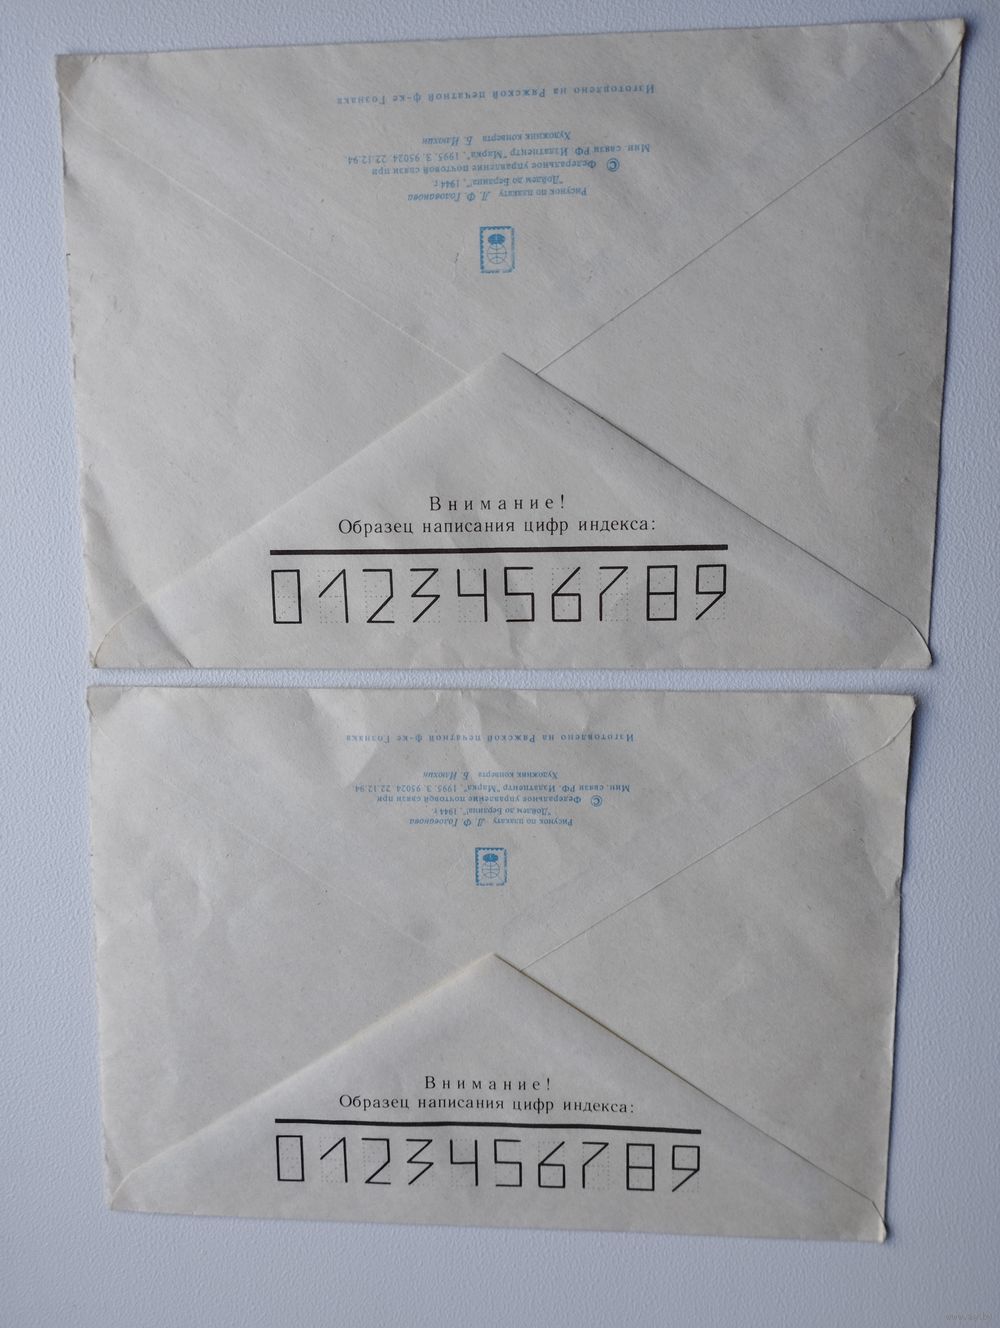 Изготовлено на Ряжской печатной ф-ке Гознака
Художник конверта Б. Илюхин
Мин. связи РФ. Издатцентр "Марка". 1995. З. 95024. 22.12.94.
© Федеральное управление почтовой связи при
"Дойдем до Берлина!", 1944 г.
Рисунок по плакату Л. Ф. Голованова
Внимание!
Образец написания цифр индекса:
0123456789
Изготовлено на Ряжской печатной ф-ке Гознака
Художник конверта Б. Илюхин
Мин. связи РФ. Издатцентр "Марка". 1995. З. 95024. 22.12.94.
© Федеральное управление почтовой связи при
"Дойдем до Берлина!", 1944 г.
Рисунок по плакату Л. Ф. Голованова
Внимание!
Образец написания цифр индекса:
0123456789